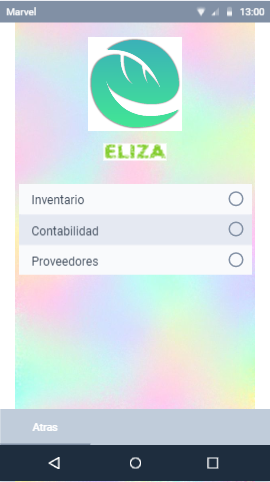 Marvel 13:00
ELIZA
Inventario
Contabilidad
Proveedores
Atras